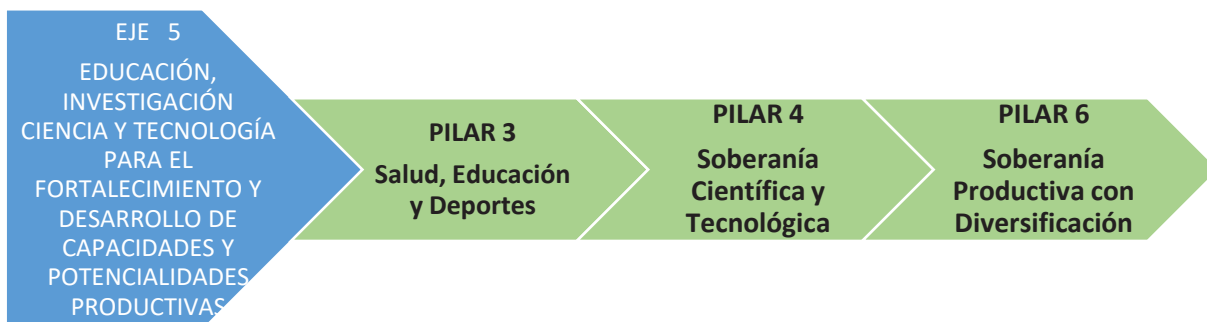 EJE 5
EDUCACIÓN,
INVESTIGACIÓN
CIENCIA Y TECNOLOGÍA
PARA EL
FORTALECIMIENTO Y
DESARROLLO DE
CAPACIDADES Y
POTENCIALIDADES
PRODUCTIVAS
PILAR 3
Salud, Educación
y Deportes
PILAR 4
Soberanía
Científica y
Tecnológica
PILAR 6
Soberanía
Productiva con
Diversificación